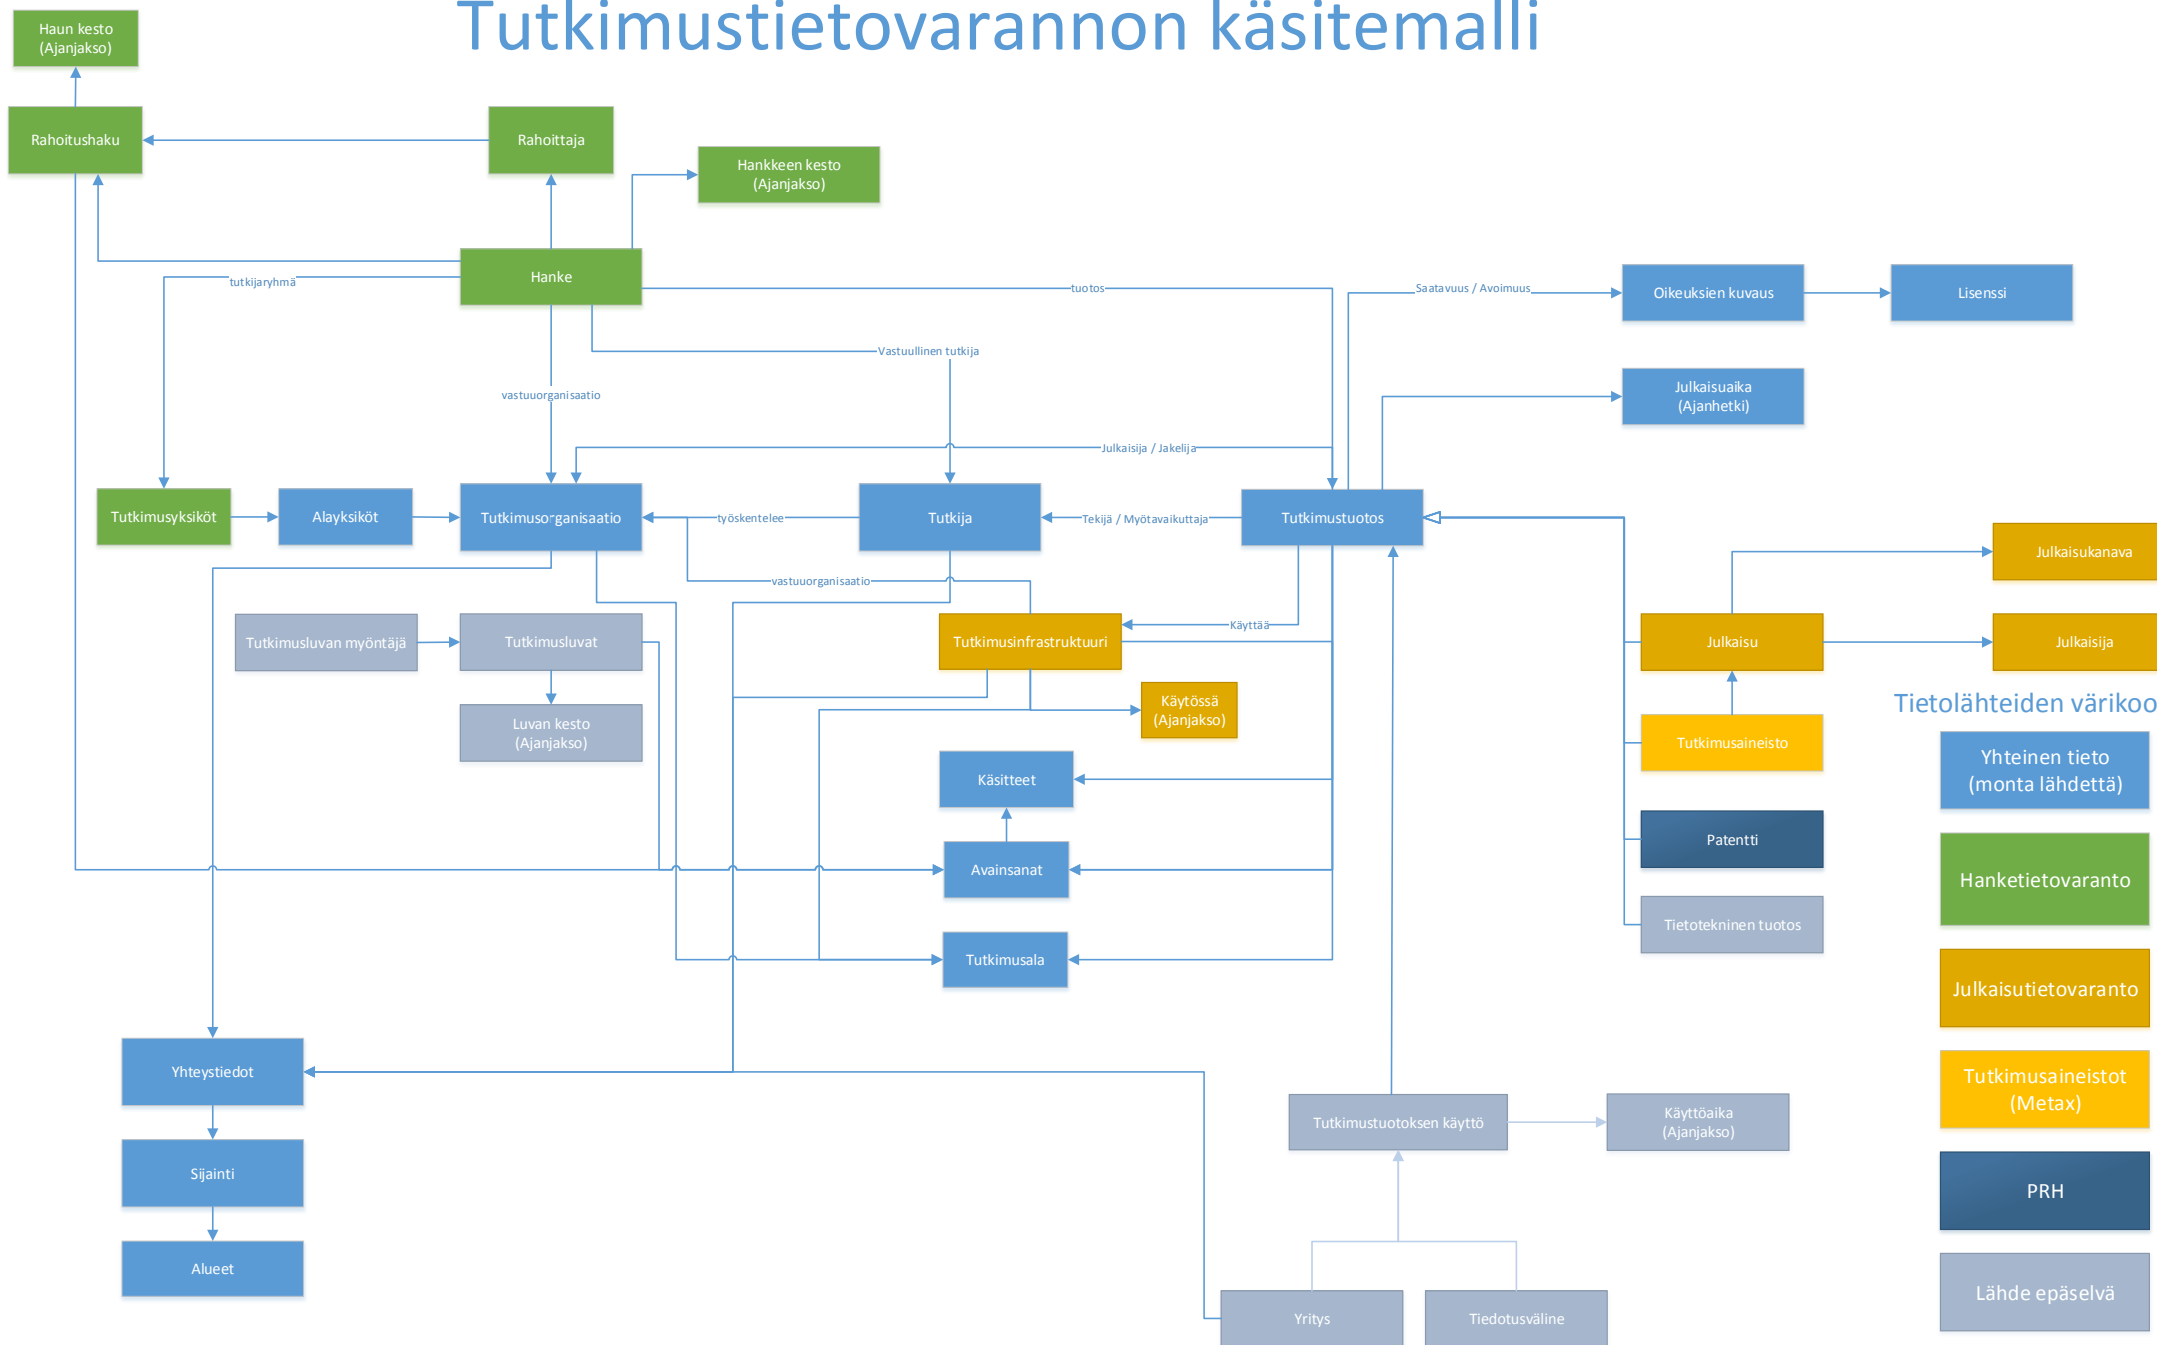 Tutkimustietovarannon käsitemalli
Haun kesto
(Ajanjakso)
Rahoitushaku
Rahoittaja
Hankkeen kesto
(Ajanjakso)
Hanke
tutkijaryhmä
tuotos
Saatavuus / Avoimuus
Oikeuksien kuvaus
Lisenssi
Vastuullinen tutkija
vastuuorganisaatio
Julkaisuaika
(Ajanhetki)
Julkaisija / Jakelija
Tutkimusyksiköt
Alayksiköt
Tutkimusorganisaatio
työskentelee
Tutkija
Tekijä / Myötavaikuttaja
Tutkimustuotos
Julkaisukanava
vastuuorganisaatio
Käyttää
Tutkimusluvan myöntäjä
Tutkimusluvat
Tutkimusinfrastruktuuri
Julkaisu
Julkaisija
Luvan kesto
(Ajanjakso)
Käytössä
(Ajanjakso)
Tutkimusaineisto
Käsitteet
Patentti
Avainsanat
Tietotekninen tuotos
Tutkimusala
Yhteystiedot
Sijainti
Alueet
Tutkimustuotoksen käyttö
Käyttöaika
(Ajanjakso)
Yritys
Tiedotusväline
Tietolähteiden värikoo
Yhteinen tieto
(monta lähdettä)
Hanketietovaranto
Julkaisutietovaranto
Tutkimusaineistot
(Metax)
PRH
Lähde epäselvä